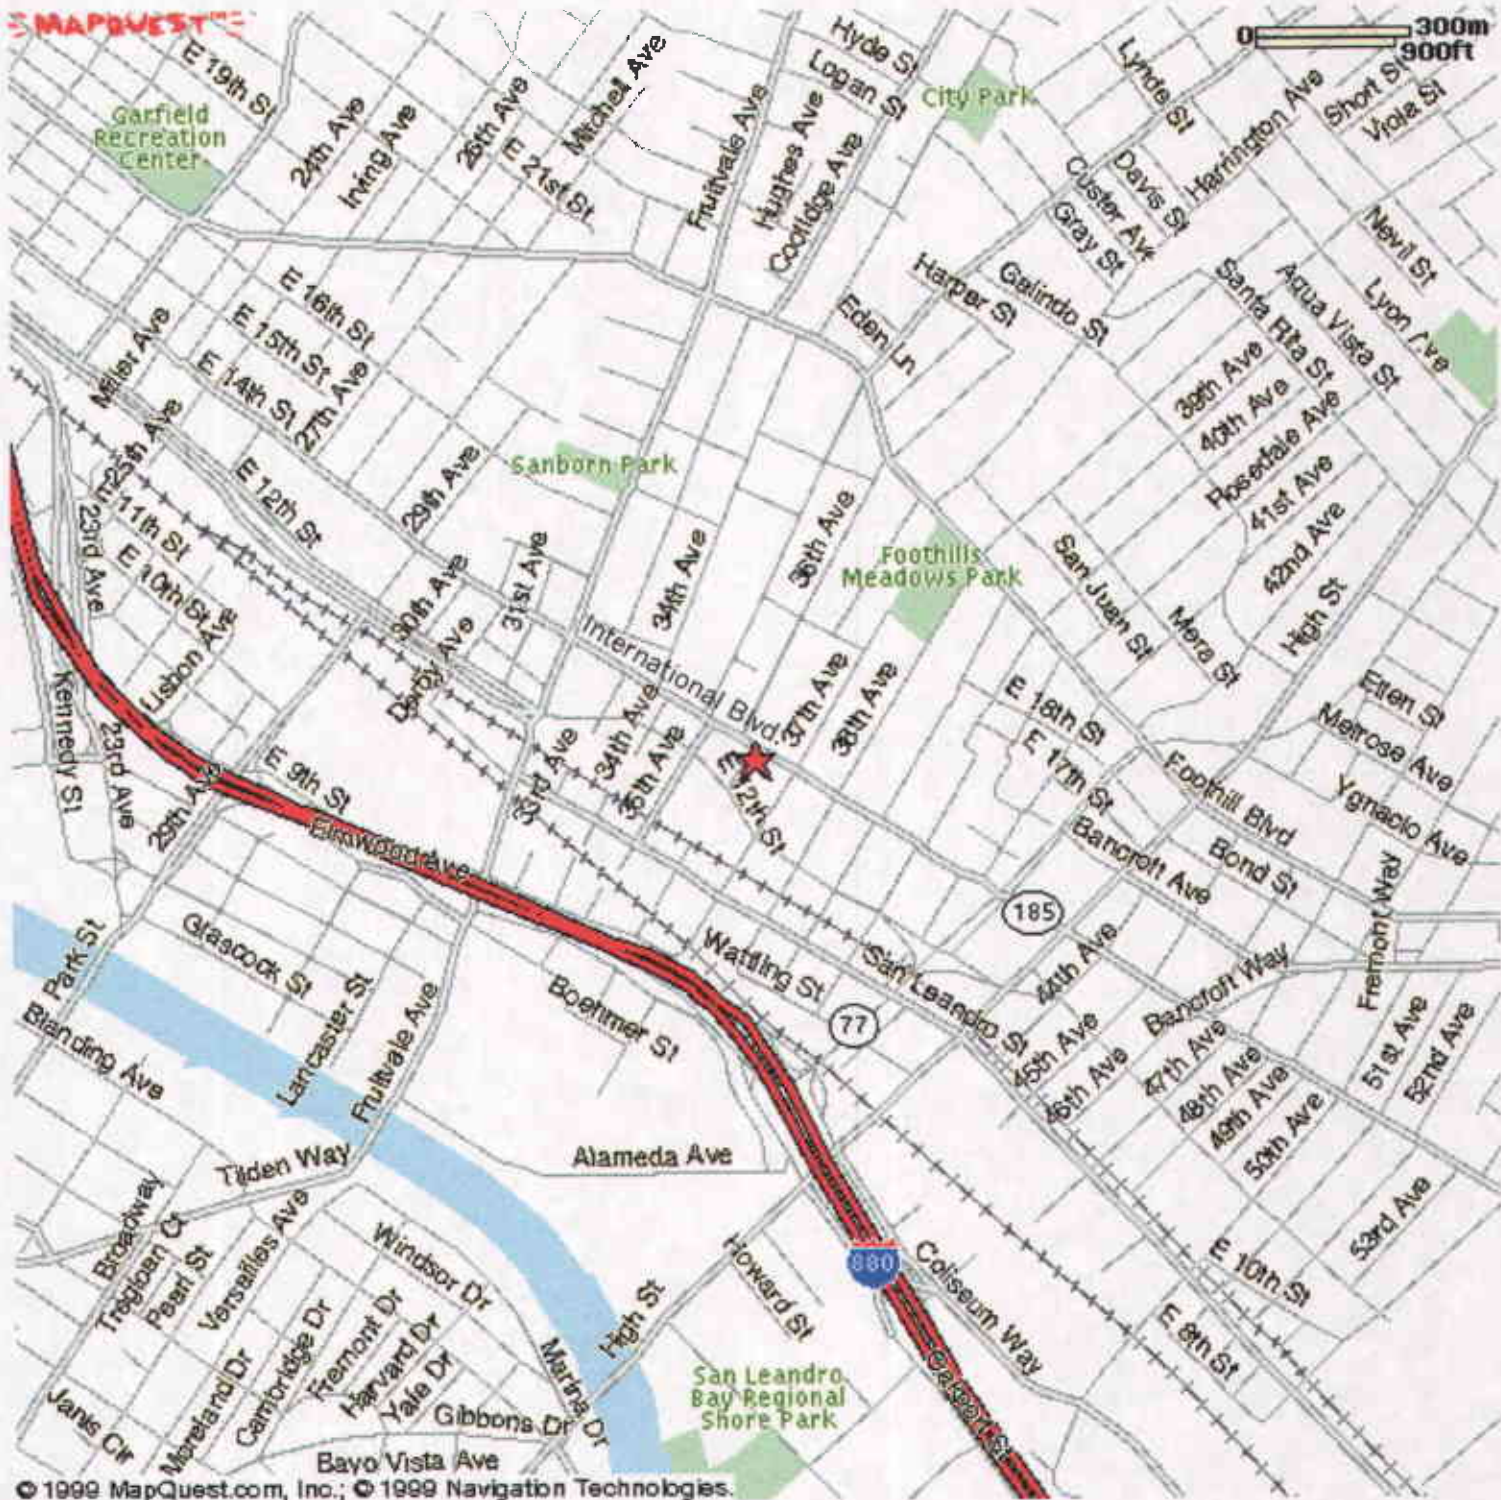 MAPQUEST™
0 300m
900ft
Hyde St
Logan St
City Park
Lynde St
Short St
Viola St
E 19th St
Garfield
Recreation
Center
24th Ave
Irving Ave
26th Ave
E 21st St
Mitchell Ave
Fruitvale Ave
Hughes Ave
Coolidge Ave
Custer Ave
Davis St
Gray St
Harrington Ave
Nevil St
Lyon Ave
Harper St
Galindo St
Santa Rita St
Aqua Vista St
Eden Ln
E 16th St
E 15th St
E 14th St
27th Ave
Miller Ave
25th Ave
39th Ave
40th Ave
Rosedale Ave
41st Ave
42nd Ave
Sanborn Park
E 12th St
29th Ave
E 11th St
E 10th St
23rd Ave
30th Ave
31st Ave
Derby Ave
34th Ave
36th Ave
Foothills
Meadows Park
San Juan St
Mera St
High St
Lisbon Ave
Kennedy St
23rd Ave
International Blvd
37th Ave
38th Ave
E 18th St
E 17th St
Etten St
Melrose Ave
Ygnacio Ave
Foothill Blvd
Bond St
Bancroft Ave
29th Ave
E 9th St
Elmwood Ave
33rd Ave
34th Ave
35th Ave
E 12th St
Fremont Way
185
44th Ave
Bancroft Way
Park St
Glascock St
Lancaster St
Fruitvale Ave
Boehmer St
Wattling St
77
San Leandro St
45th Ave
46th Ave
47th Ave
48th Ave
49th Ave
50th Ave
51st Ave
52nd Ave
53rd Ave
Blanding Ave
Tilden Way
Alameda Ave
Broadway
Tregloan Ct
Pearl St
Versailles Ave
Windsor Dr
Howard St
High St
880
Coliseum Way
E 10th St
E 8th St
Oakport St
Janis Cir
Moreland Dr
Cambridge Dr
Fremont Dr
Harvard Dr
Yale Dr
Gibbons Dr
Marina Dr
Bayo Vista Ave
San Leandro
Bay Regional
Shore Park
© 1999 MapQuest.com, Inc.; © 1999 Navigation Technologies.